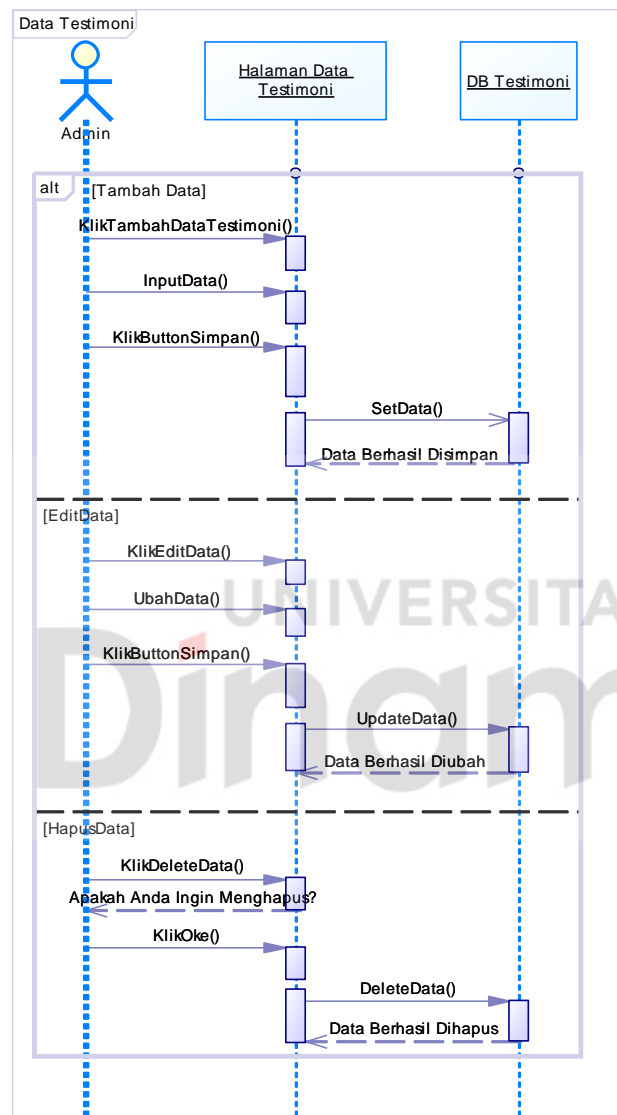 Data Testimoni
Halaman Data
Testimoni
DB Testimoni
Admin
alt
[Tambah Data]
KlikTambahDataTestimoni()
InputData()
KlikButtonSimpan()
SetData()
Data Berhasil Disimpan
[EditData]
KlikEditData()
UNIVERSITA
UbahData()
Dinam
KlikButtonSimpan()
UpdateData()
Data Berhasil Diubah
[HapusData]
KlikDeleteData()
Apakah Anda Ingin Menghapus?
KlikOke()
DeleteData()
Data Berhasil Dihapus